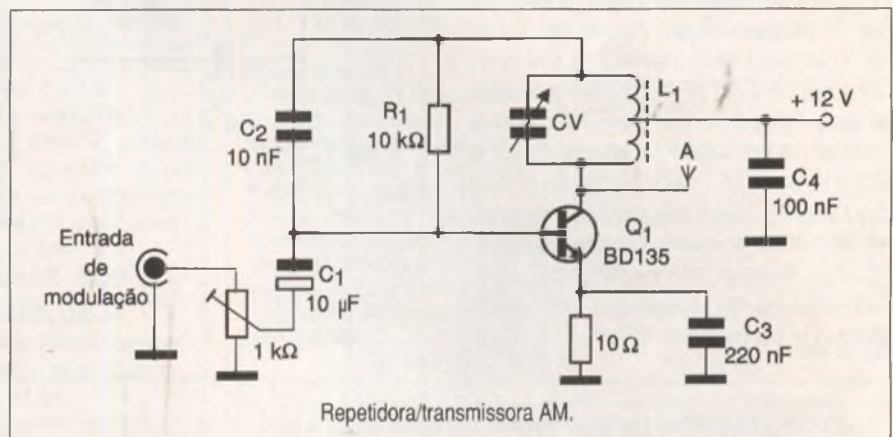 C2
10 nF
R1
10 kΩ
CV
L1
+ 12 V
A
C4
100 nF
Q1
BD135
Entrada
de
modulação
C1
10 μF
1 kΩ
10 Ω
C3
220 nF
Repetidora/transmissora AM.